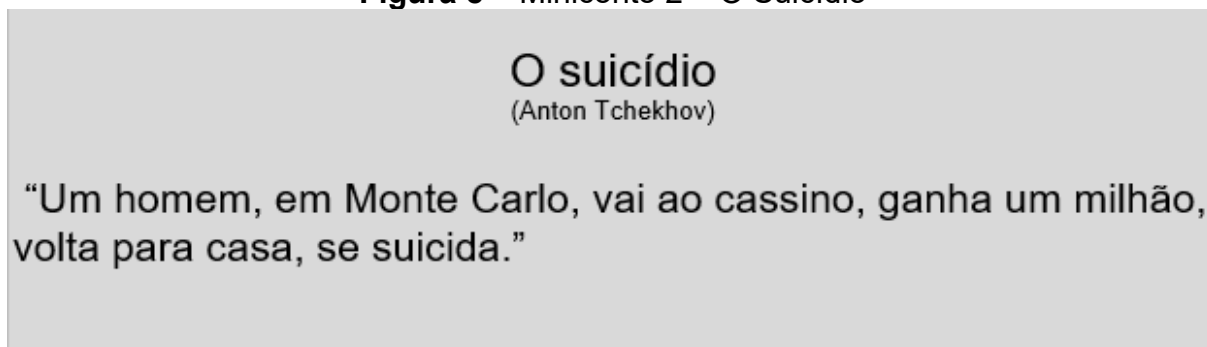 O suicídio
(Anton Tchekhov)
“Um homem, em Monte Carlo, vai ao cassino, ganha um milhão,
volta para casa, se suicida.”